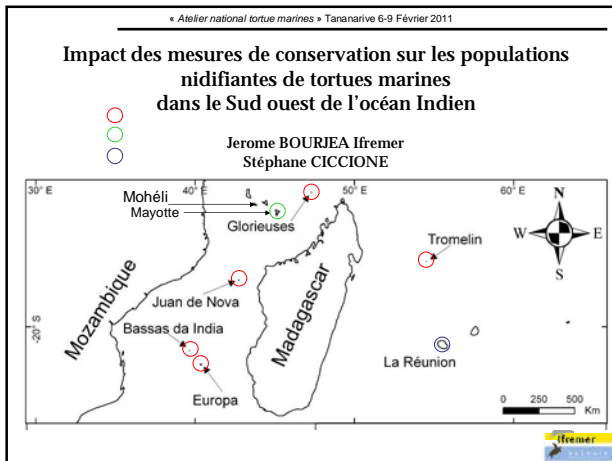 « Atelier national tortue marines » Tananarive 6-9 Février 2011
Impact des mesures de conservation sur les populations
nidifiantes de tortues marines
dans le Sud ouest de l'océan Indien
Jerome BOURJEA Ifremer
Stéphane CICCIONE
30° E
40° E
50° E
60° E
Mohéli
Mayotte
Glorieuses
N
W
E
S
Tromelin
Juan de Nova
Mozambique
Madagascar
-20° S
Bassas da India
Europa
La Réunion
0
250
500
Km
Ifremer